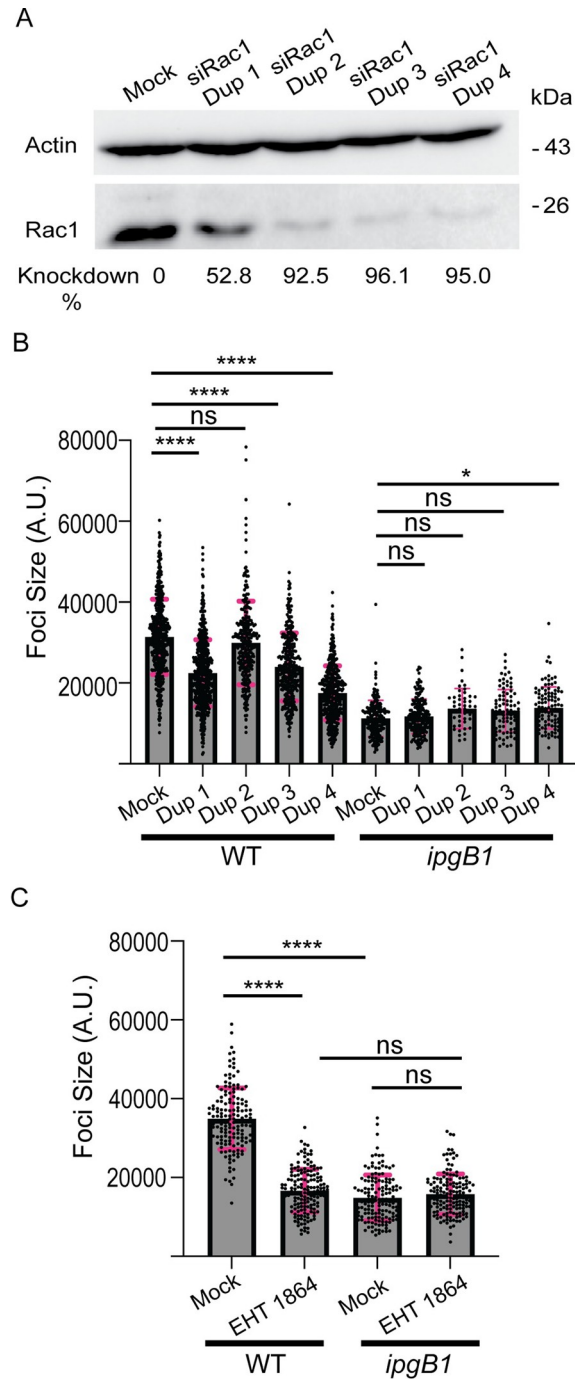 A
Mock siRac1 Dup 1 siRac1 Dup 2 siRac1 Dup 3 siRac1 Dup 4
kDa
Actin - 43
Rac1 - 26
Knockdown % 0 52.8 92.5 96.1 95.0
B
****
****
ns
****
*
ns
ns
ns
Foci Size (A.U.)
80000
60000
40000
20000
Mock Dup 1 Dup 2 Dup 3 Dup 4 Mock Dup 1 Dup 2 Dup 3 Dup 4
WT ipgB1
C
****
****
ns
ns
Foci Size (A.U.)
80000
60000
40000
20000
Mock EHT 1864 Mock EHT 1864
WT ipgB1